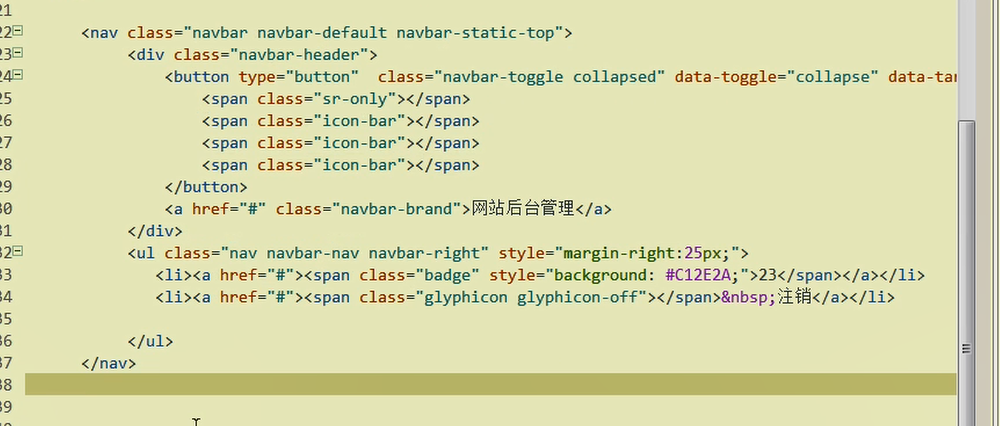 21
22 <nav class="navbar navbar-default navbar-static-top">
23 <div class="navbar-header">
24 <button type="button"  class="navbar-toggle collapsed" data-toggle="collapse" data-tar
25 <span class="sr-only"></span>
26 <span class="icon-bar"></span>
27 <span class="icon-bar"></span>
28 <span class="icon-bar"></span>
29 </button>
30 <a href="#" class="navbar-brand">网站后台管理</a>
31 </div>
32 <ul class="nav navbar-nav navbar-right" style="margin-right:25px;">
33 <li><a href="#"><span class="badge" style="background: #C12E2A;">23</span></a></li>
34 <li><a href="#"><span class="glyphicon glyphicon-off"></span>&nbsp;注销</a></li>
35
36 </ul>
37 </nav>
38
39